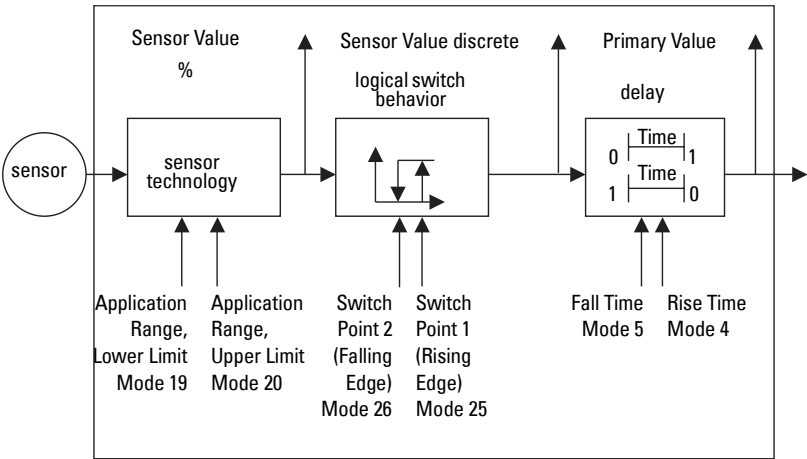 Sensor Value
%
Sensor Value discrete
logical switch
behavior
Primary Value
delay
sensor
sensor
technology
0 Time 1
1 Time 0
Application
Range,
Lower Limit
Mode 19
Application
Range,
Upper Limit
Mode 20
Switch
Point 2
(Falling
Edge)
Mode 26
Switch
Point 1
(Rising
Edge)
Mode 25
Fall Time
Mode 5
Rise Time
Mode 4